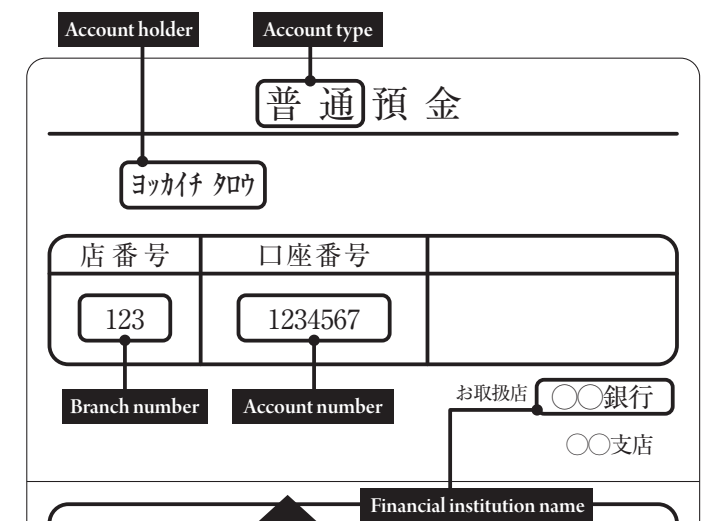 Account holder
Account type
普通預金
ﾖｯｶｲﾁ ﾀﾛｳ
店番号
口座番号
123
1234567
Branch number
Account number
お取扱店 ○○銀行
○○支店
Financial institution name